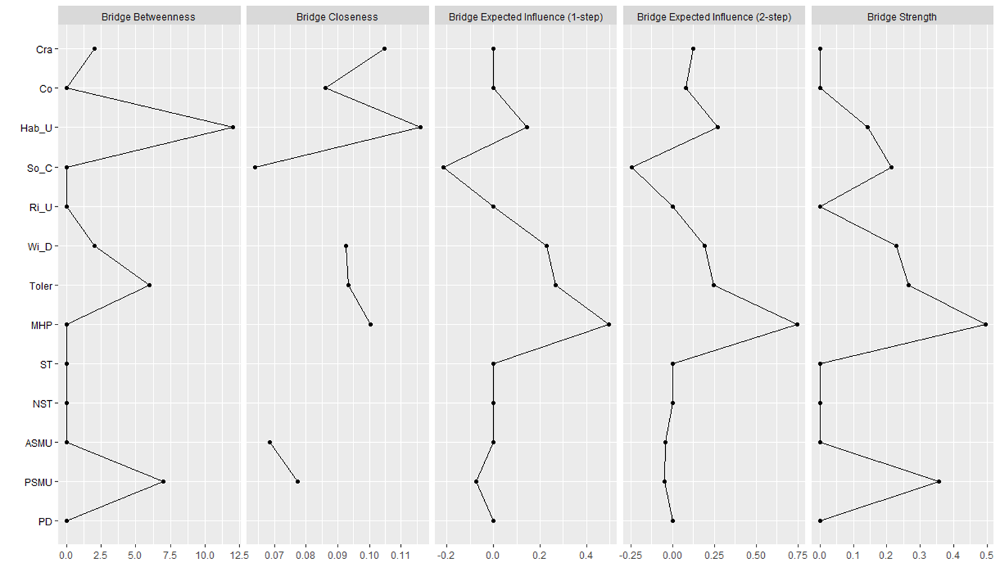 Bridge Betweenness Bridge Closeness Bridge Expected Influence (1-step) Bridge Expected Influence (2-step) Bridge Strength
Cra
Co
Hab_U
So_C
Ri_U
Wi_D
Toler
MHP
ST
NST
ASMU
PSMU
PD
0.0 2.5 5.0 7.5 10.0 12.5 0.07 0.08 0.09 0.10 0.11 -0.2 0.0 0.2 0.4 -0.25 0.00 0.25 0.50 0.75 0.0 0.1 0.2 0.3 0.4 0.5